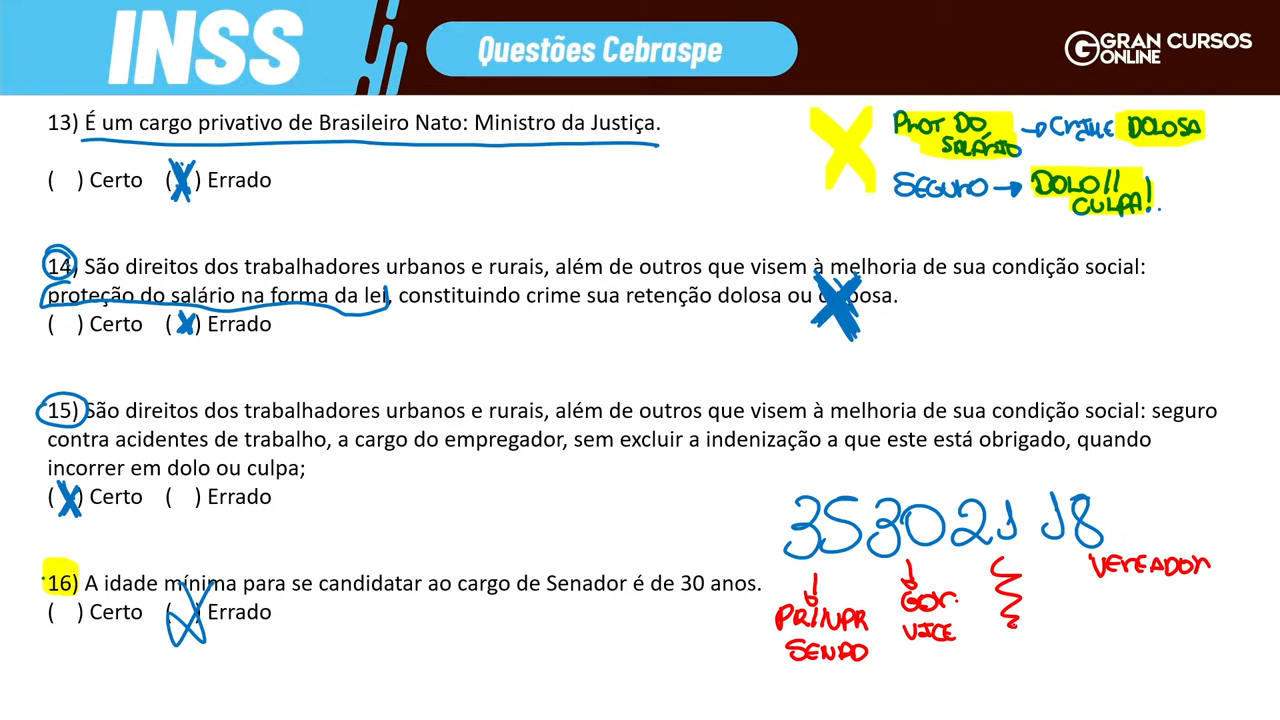 INSS
Questões Cebraspe
GRAN CURSOS
ONLINE
13) É um cargo privativo de Brasileiro Nato: Ministro da Justiça.
( ) Certo (X) Errado
PROT DO SALÁRIO → CRIME DOLOSA
SEGURO → DOLO!! CULPA!
14) São direitos dos trabalhadores urbanos e rurais, além de outros que visem à melhoria de sua condição social:
proteção do salário na forma da lei, constituindo crime sua retenção dolosa ou culposa.
( ) Certo (X) Errado
15) São direitos dos trabalhadores urbanos e rurais, além de outros que visem à melhoria de sua condição social: seguro
contra acidentes de trabalho, a cargo do empregador, sem excluir a indenização a que este está obrigado, quando
incorrer em dolo ou culpa;
(X) Certo ( ) Errado
35 30 21 18
16) A idade mínima para se candidatar ao cargo de Senador é de 30 anos.
( ) Certo (X) Errado
VEREADOR
GOV.
VICE
SENAD